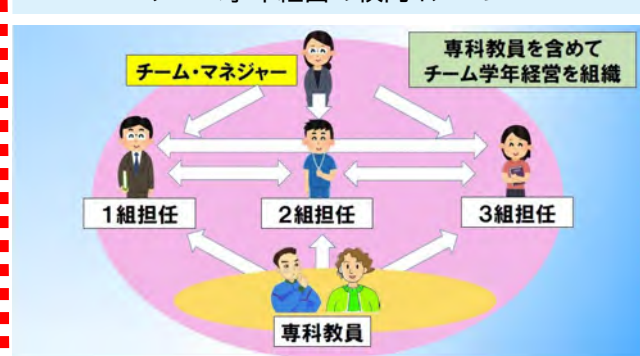 チーム・マネジャー
専科教員を含めて
チーム学年経営を組織
1組担任
2組担任
3組担任
専科教員